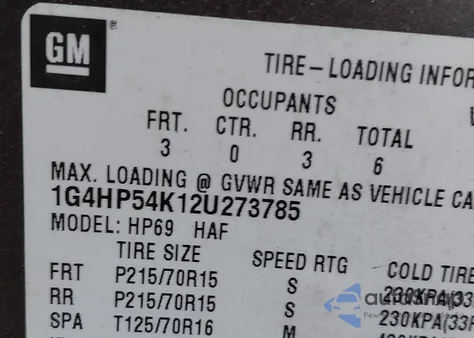 GM®
TIRE-LOADING INFOR
OCCUPANTS
FRT. CTR. RR. TOTAL
3 0 3 6
MAX. LOADING @ GVWR SAME AS VEHICLE CA
1G4HP54K12U273785
MODEL: HP69 HAF
TIRE SIZE SPEED RTG COLD TIRE
FRT P215/70R15 S 230KPA(33
RR P215/70R15 S 230KPA(33
SPA T125/70R16 M